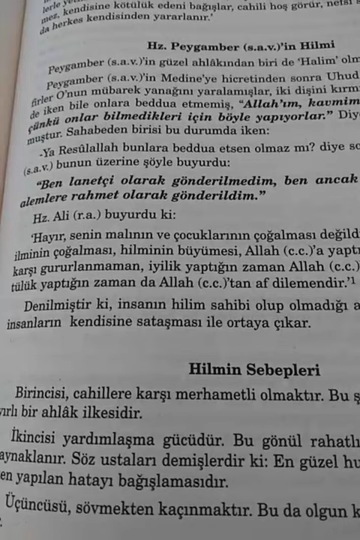 mez, kendisine kötülük edeni bağışlar, cahili hoş görür, nefsi
da herkes kendisinden yararlanır.'
Hz. Peygamber (s.a.v.)'in Hilmi
Peygamber (s.a.v.)'in güzel ahlâkından biri de 'Halim' olm
Peygamber (s.a.v.)'in Medine'ye hicretinden sonra Uhud
firler O'nun mübarek yanağını yaralamışlar, iki dişini kırm
de iken bile onlara beddua etmemiş, "Allah'ım, kavmim
çünkü onlar bilmedikleri için böyle yapıyorlar." Diy
muştur. Sahabeden birisi bu durumda iken:
-Ya Resûlallah bunlara beddua etsen olmaz mı? diye so
(s.a.v.) bunun üzerine şöyle buyurdu:
"Ben lanetçi olarak gönderilmedim, ben ancak
alemlere rahmet olarak gönderildim."
Hz. Ali (r.a.) buyurdu ki:
'Hayır, senin malının ve çocuklarının çoğalması değild
ilminin çoğalması, hilminin büyümesi, Allah (c.c.)'a yaptı
karşı gururlanmaman, iyilik yaptığın zaman Allah (c.c.)
tülük yaptığın zaman da Allah (c.c.)'tan af dilemendir.'1
Denilmiştir ki, insanın hilim sahibi olup olmadığı a
insanların kendisine sataşması ile ortaya çıkar.
Hilmin Sebepleri
Birincisi, cahillere karşı merhametli olmaktır. Bu ş
yırlı bir ahlâk ilkesidir.
İkincisi yardımlaşma gücüdür. Bu gönül rahatlı
aynaklanır. Söz ustaları demişlerdir ki: En güzel hu
en yapılan hatayı bağışlamasıdır.
Üçüncüsü, sövmekten kaçınmaktır. Bu da olgun k